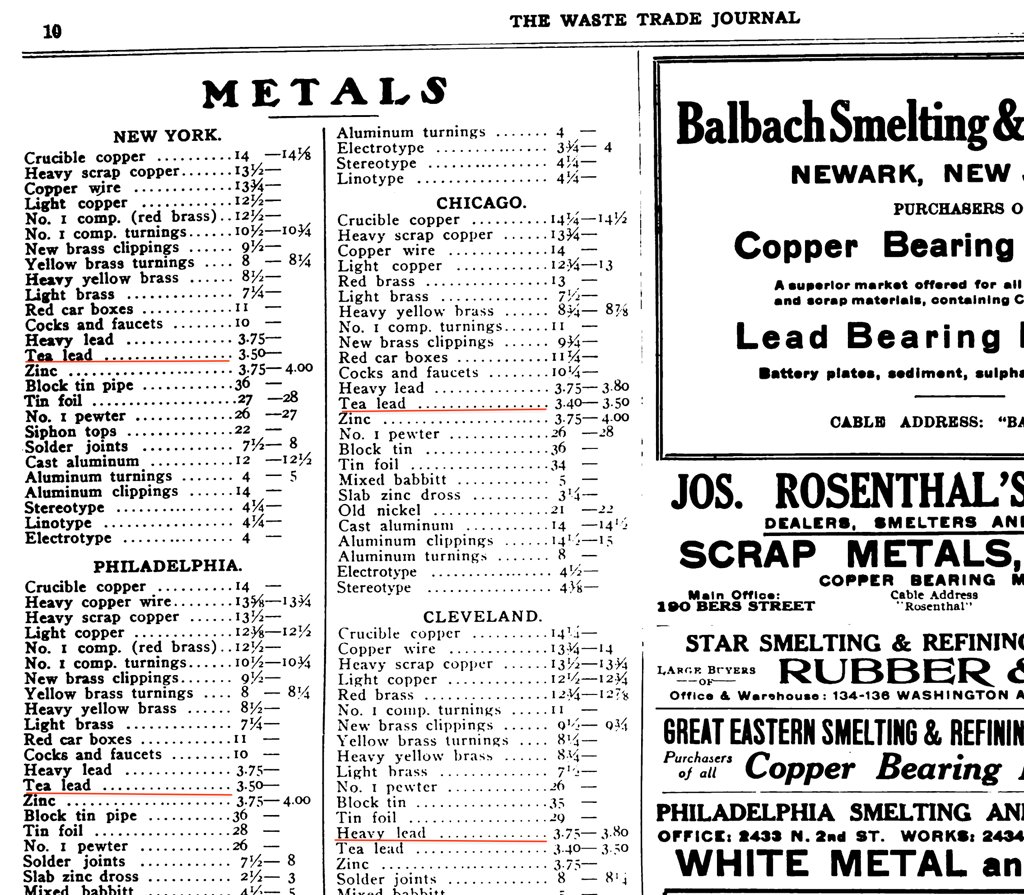 10
THE WASTE TRADE JOURNAL
METALS
NEW YORK.
Crucible copper .......... 14 —14⅛
Heavy scrap copper...... 13½—
Copper wire ............. 13¾—
Light copper ............ 12½—
No. 1 comp. (red brass).. 12½—
No. 1 comp. turnings...... 10½—10¾
New brass clippings ...... 9½—
Yellow brass turnings .... 8 — 8¼
Heavy yellow brass ...... 8½—
Light brass .............. 7¼—
Red car boxes ........... 11 —
Cocks and faucets ....... 10 —
Heavy lead .............. 3.75—
Tea lead ................. 3.50—
Zinc ..................... 3.75— 4.00
Block tin pipe ........... 36 —
Tin foil .................. 27 —28
No. 1 pewter ............. 26 —27
Siphon tops .............. 22 —
Solder joints ............ 7½— 8
Cast aluminum ........... 12 —12½
Aluminum turnings ....... 4 — 5
Aluminum clippings ...... 14 —
Stereotype .............. 4¼—
Linotype ................ 4¼—
Electrotype .............. 4 —
PHILADELPHIA.
Crucible copper .......... 14 —
Heavy copper wire........ 13⅝—13¾
Heavy scrap copper ...... 13½—
Light copper ............ 12⅜—12½
No. 1 comp. (red brass).. 12½—
No. 1 comp. turnings...... 10½—10¾
New brass clippings....... 9½—
Yellow brass turnings .... 8 — 8¼
Heavy yellow brass ...... 8½—
Light brass .............. 7¼—
Red car boxes ........... 11 —
Cocks and faucets ....... 10 —
Heavy lead .............. 3.75—
Tea lead ................. 3.50—
Zinc ..................... 3.75— 4.00
Block tin pipe ........... 36 —
Tin foil .................. 28 —
No. 1 pewter ............. 26 —
Solder joints ............ 7½— 8
Slab zinc dross .......... 2½— 3
Mixed babbitt ........... 4½— 5
Aluminum turnings ....... 4 —
Electrotype .............. 3¾— 4
Stereotype .............. 4¼—
Linotype ................ 4¼—
CHICAGO.
Crucible copper .......... 14¼—14½
Heavy scrap copper ...... 13¾—
Copper wire ............. 14 —
Light copper ............ 12¾—13
Red brass ............... 13 —
Light brass .............. 7½—
Heavy yellow brass ...... 8¾— 8⅞
No. 1 comp. turnings...... 11 —
New brass clippings ...... 9¾—
Red car boxes ........... 11¼—
Cocks and faucets ....... 10¼—
Heavy lead .............. 3.75— 3.80
Tea lead ................. 3.40— 3.50
Zinc ..................... 3.75— 4.00
No. 1 pewter ............. 26 —28
Block tin ................ 36 —
Tin foil .................. 34 —
Mixed babbitt ........... 5 —
Slab zinc dross .......... 3¼—
Old nickel ............... 21 —22
Cast aluminum ........... 14 —14½
Aluminum clippings ...... 14½—15
Aluminum turnings ....... 8 —
Electrotype .............. 4½—
Stereotype .............. 4⅜—
CLEVELAND.
Crucible copper .......... 14¼—
Copper wire ............. 13¾—14
Heavy scrap copper ...... 13½—13¾
Light copper ............ 12½—12¾
Red brass ............... 12¾—12⅞
No. 1 comp. turnings ..... 11 —
New brass clippings ...... 9½— 9¾
Yellow brass turnings .... 8¼—
Heavy yellow brass ...... 8¾—
Light brass .............. 7½—
No. 1 pewter ............. 26 —
Block tin ................ 35 —
Tin foil .................. 29 —
Heavy lead .............. 3.75— 3.80
Tea lead ................. 3.40— 3.50
Zinc ..................... 3.75—
Solder joints ............ 8 — 8¼
Mixed babbitt
Balbach Smelting &
NEWARK, NEW
PURCHASERS O
Copper Bearing
A superior market offered for all
and scrap materials, containing C
Lead Bearing
Battery plates, sediment, sulpha
CABLE ADDRESS: "BA
JOS. ROSENTHAL'S
DEALERS, SMELTERS AN
SCRAP METALS,
COPPER BEARING M
Main Office: Cable Address
190 BERS STREET "Rosenthal"
STAR SMELTING & REFINING
LARGE BUYERS
—OF—
RUBBER &
Office & Warehouse: 134-136 WASHINGTON A
GREAT EASTERN SMELTING & REFININ
Purchasers
of all
Copper Bearing
PHILADELPHIA SMELTING AN
OFFICE: 2433 N. 2nd ST. WORKS: 2434
WHITE METAL an